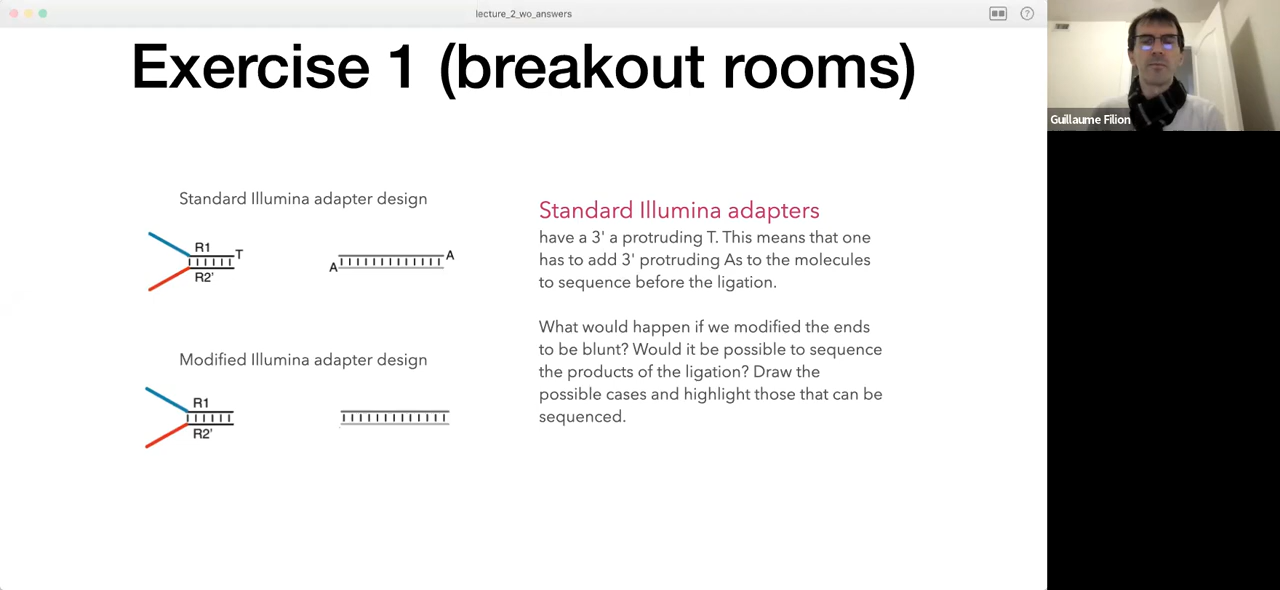 lecture_2_wo_answers
Exercise 1 (breakout rooms)
Guillaume Filion
Standard Illumina adapter design
R1
T
R2'
A
A
Modified Illumina adapter design
R1
R2'
Standard Illumina adapters
have a 3' a protruding T. This means that one
has to add 3' protruding As to the molecules
to sequence before the ligation.
What would happen if we modified the ends
to be blunt? Would it be possible to sequence
the products of the ligation? Draw the
possible cases and highlight those that can be
sequenced.